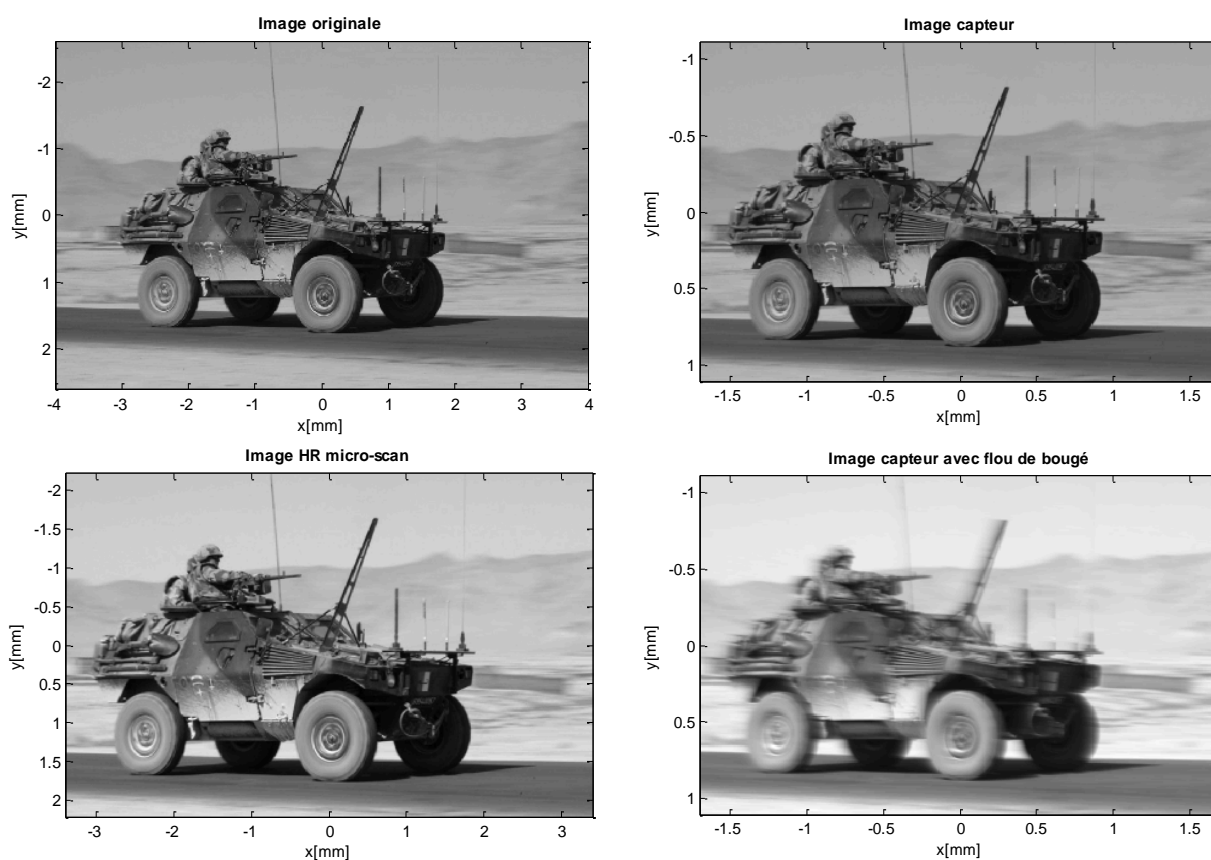 Image originale
-2
-1
0
1
2
y[mm]
-4 -3 -2 -1 0 1 2 3 4
x[mm]
Image capteur
-1
-0.5
0
0.5
1
y[mm]
-1.5 -1 -0.5 0 0.5 1 1.5
x[mm]
Image HR micro-scan
-2
-1.5
-1
-0.5
0
0.5
1
1.5
2
y[mm]
-3 -2 -1 0 1 2 3
x[mm]
Image capteur avec flou de bougé
-1
-0.5
0
0.5
1
y[mm]
-1.5 -1 -0.5 0 0.5 1 1.5
x[mm]